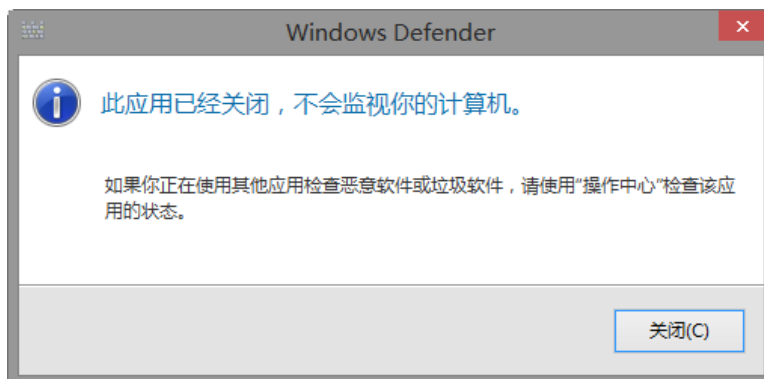 Windows Defender
此应用已经关闭，不会监视你的计算机。
如果你正在使用其他应用检查恶意软件或垃圾软件，请使用“操作中心”检查该应
用的状态。
关闭(C)